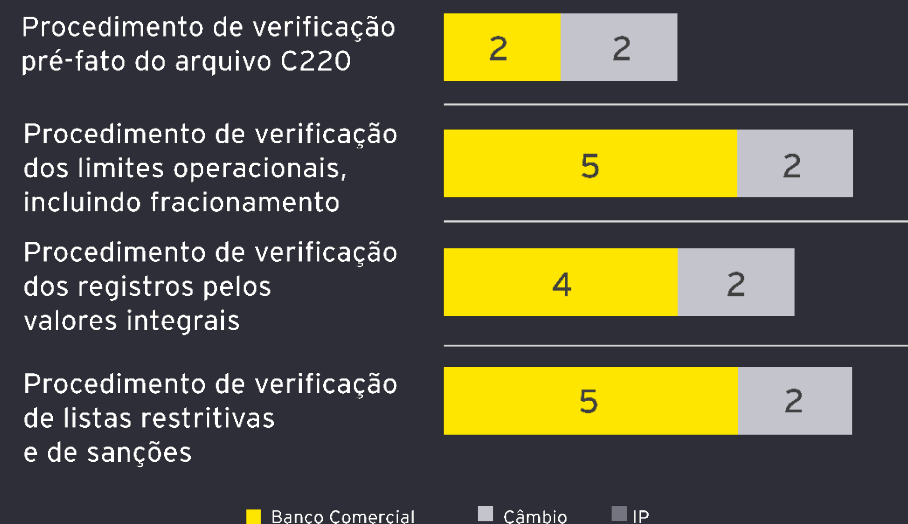 Procedimento de verificação
pré-fato do arquivo C220
2 2
Procedimento de verificação
dos limites operacionais,
incluindo fracionamento
5 2
Procedimento de verificação
dos registros pelos
valores integrais
4 2
Procedimento de verificação
de listas restritivas
e de sanções
5 2
Banco Comercial Câmbio IP